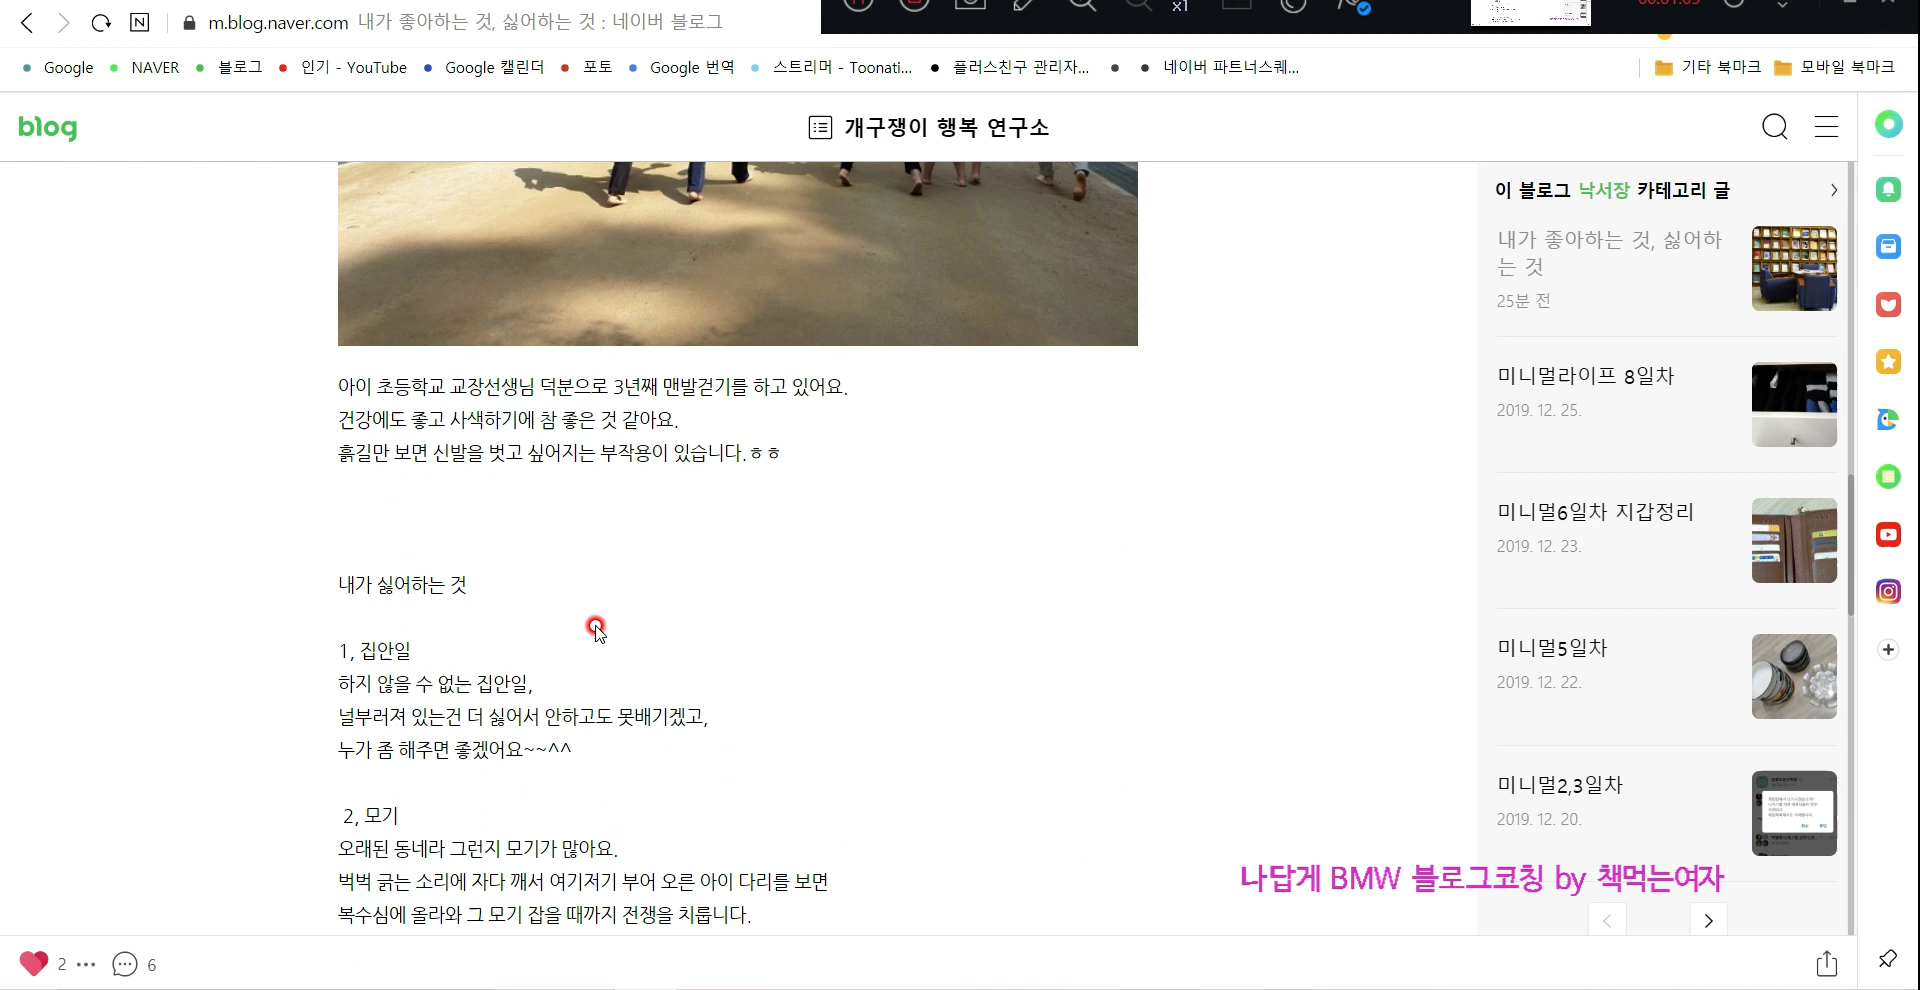 m.blog.naver.com 내가 좋아하는 것, 싫어하는 것 : 네이버 블로그
x1
Google NAVER 블로그 인기 - YouTube Google 캘린더 포토 Google 번역 스트리머 - Toonati... 플러스친구 관리자... 네이버 파트너스퀘... 기타 북마크 모바일 북마크
blog
개구쟁이 행복 연구소
아이 초등학교 교장선생님 덕분으로 3년째 맨발걷기를 하고 있어요.
건강에도 좋고 사색하기에 참 좋은 것 같아요.
흙길만 보면 신발을 벗고 싶어지는 부작용이 있습니다.ㅎㅎ
내가 싫어하는 것
1, 집안일
하지 않을 수 없는 집안일,
널부러져 있는건 더 싫어서 안하고도 못배기겠고,
누가 좀 해주면 좋겠어요~~^^
2, 모기
오래된 동네라 그런지 모기가 많아요.
벅벅 긁는 소리에 자다 깨서 여기저기 부어 오른 아이 다리를 보면
복수심에 올라와 그 모기 잡을 때까지 전쟁을 치룹니다.
이 블로그 낙서장 카테고리 글
내가 좋아하는 것, 싫어하
는 것
25분 전
미니멀라이프 8일차
2019. 12. 25.
미니멀6일차 지갑정리
2019. 12. 23.
미니멀5일차
2019. 12. 22.
미니멀2,3일차
2019. 12. 20.
나답게 BMW 블로그코칭 by 책먹는여자
2
6